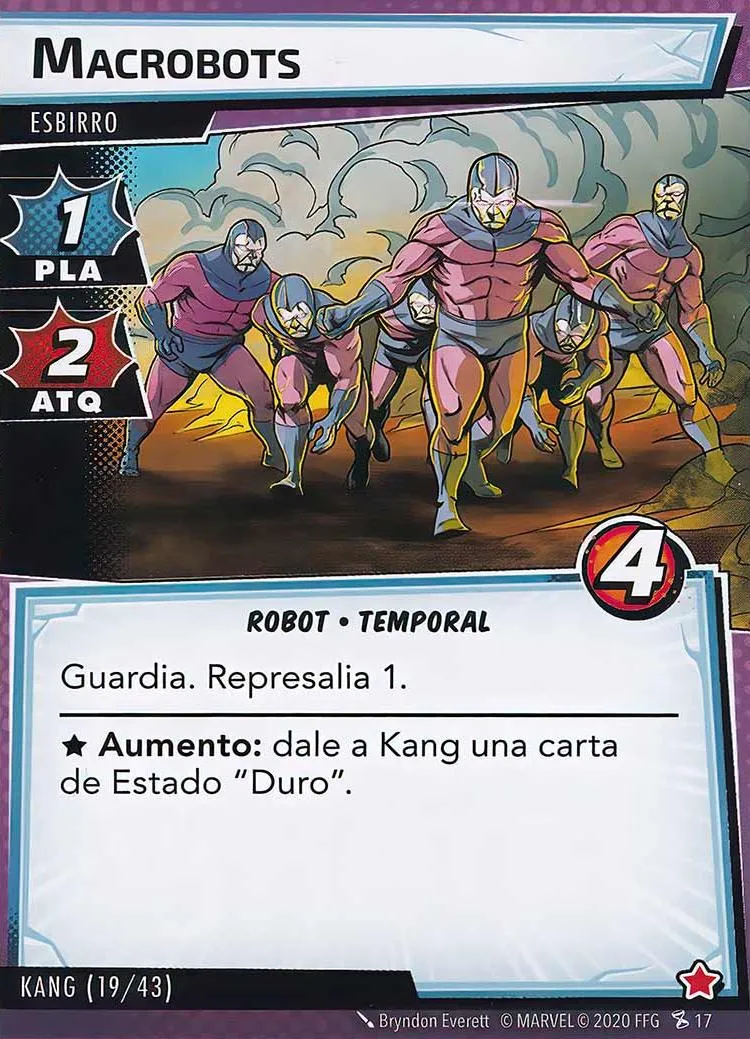 MACROBOTS
ESBIRRO
1
PLA
2
ATQ
4
ROBOT • TEMPORAL
Guardia. Represalia 1.
★ Aumento: dale a Kang una carta
de Estado “Duro”.
KANG (19/43)
Bryndon Everett © MARVEL © 2020 FFG 17